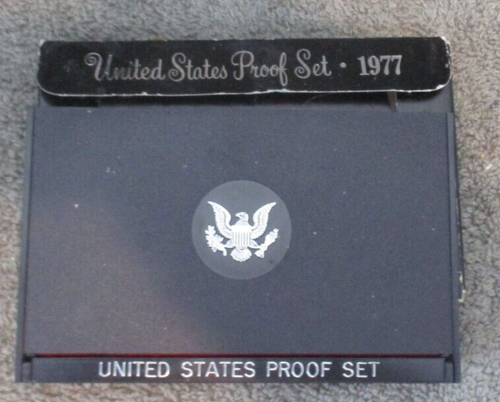 United States Proof Set · 1977
UNITED STATES PROOF SET